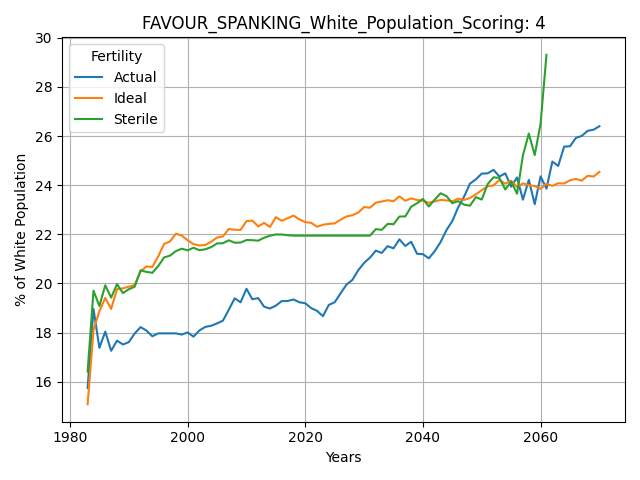 FAVOUR_SPANKING_White_Population_Scoring: 4
Fertility
Actual
Ideal
Sterile
% of White Population
30
28
26
24
22
20
18
16
1980
2000
2020
2040
2060
Years